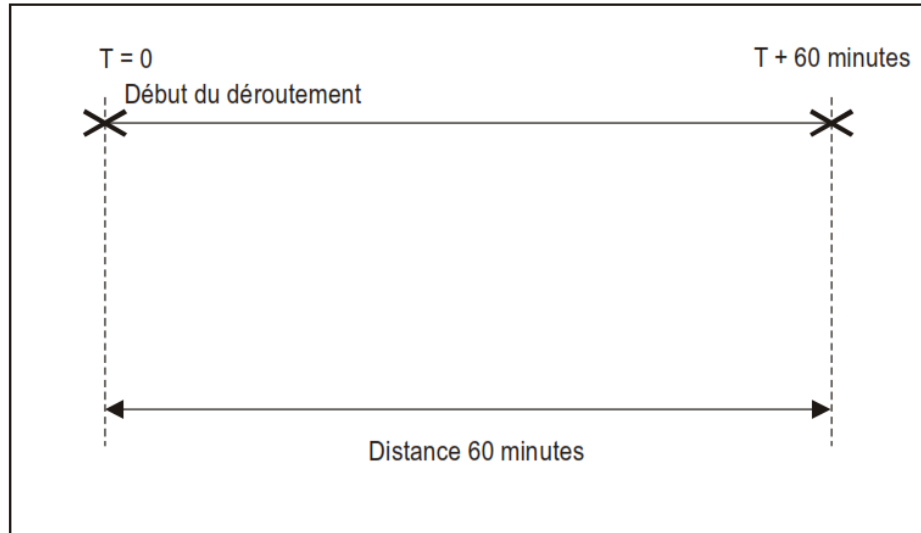 T = 0
T + 60 minutes
Début du déroutement
Distance 60 minutes